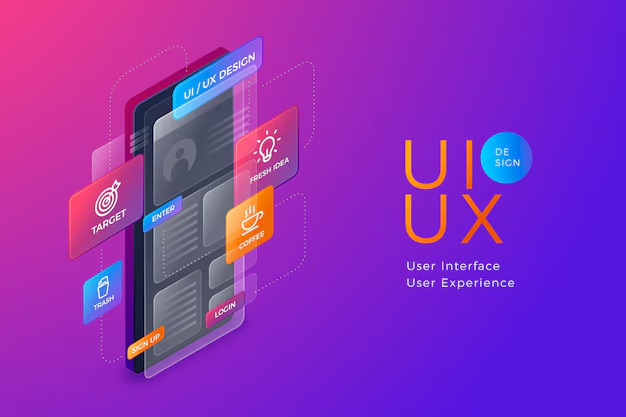 UI / UX DESIGN
FRESH IDEA
TARGET
ENTER
COFFEE
TRASH
LOGIN
SIGN UP
UI
DE
SIGN
UX
User Interface
User Experience